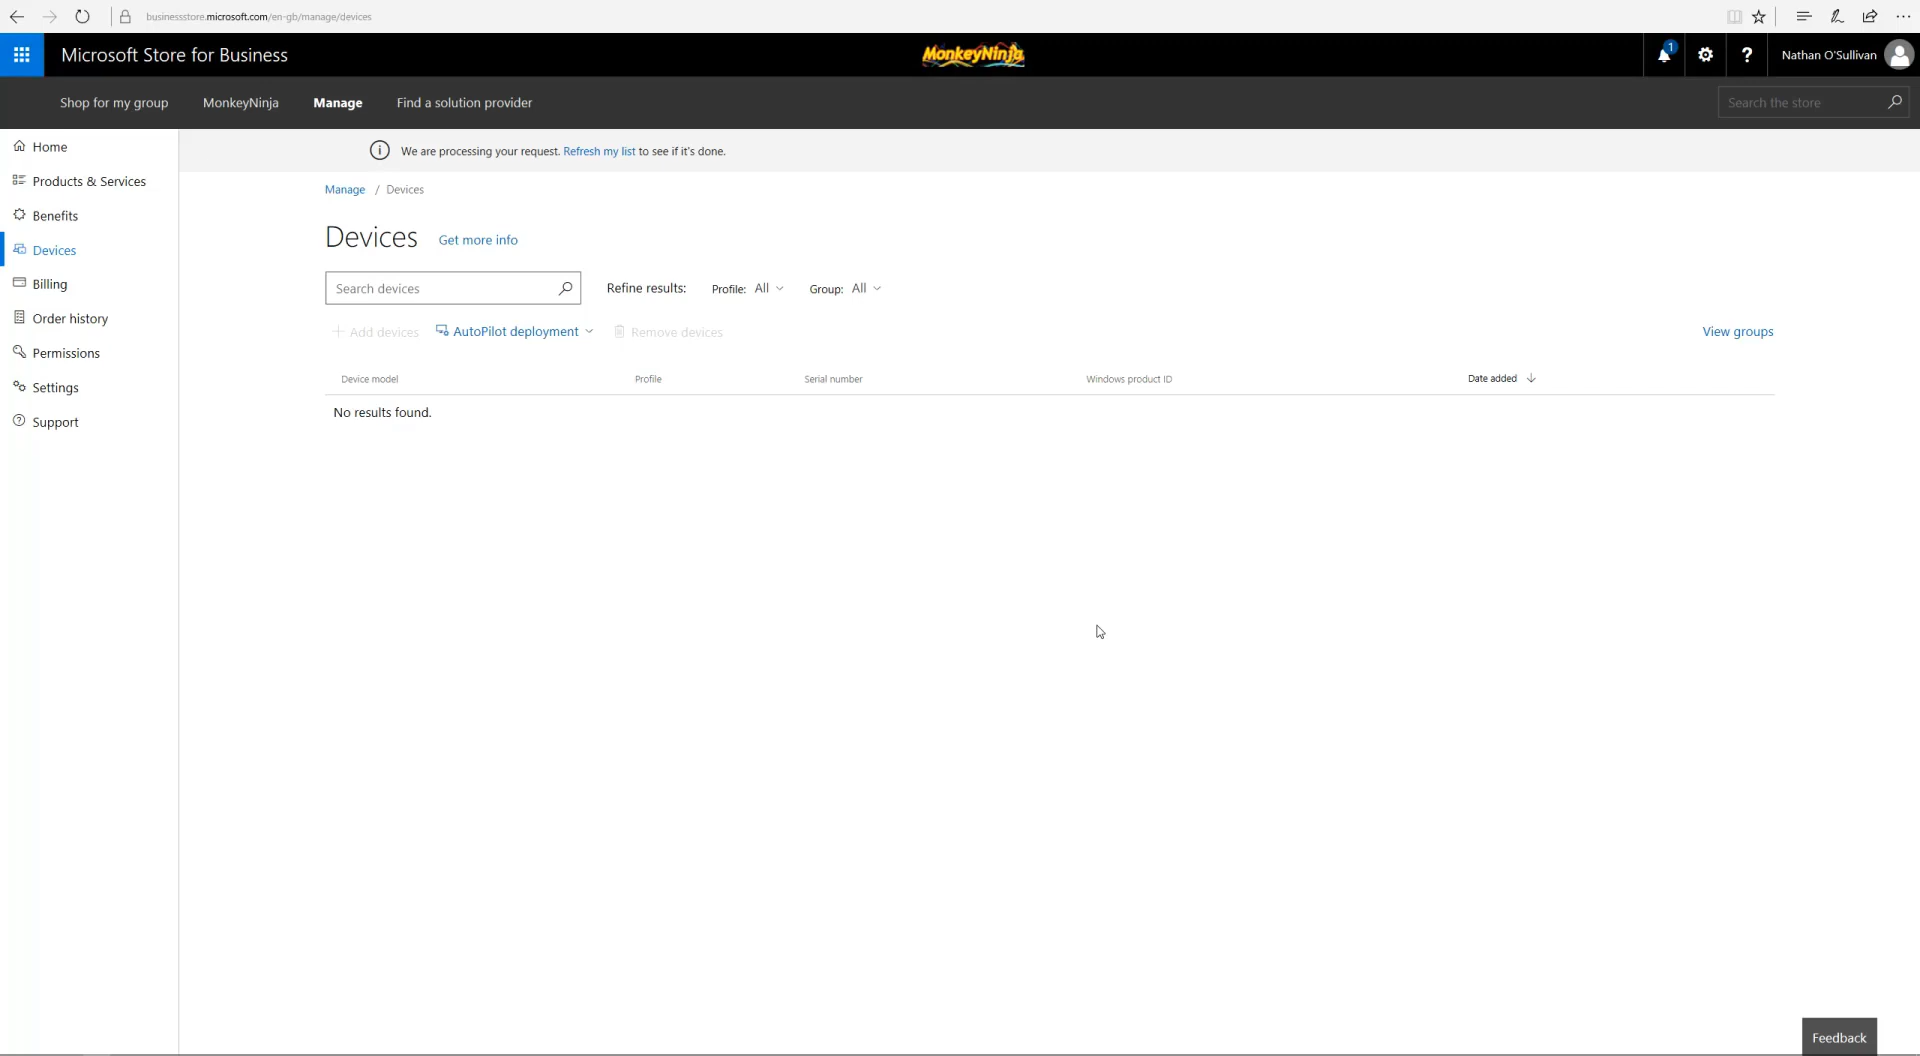 businessstore.microsoft.com/en-gb/manage/devices
Microsoft Store for Business
MonkeyNinja
1
?
Nathan O'Sullivan
Shop for my group
MonkeyNinja
Manage
Find a solution provider
Search the store
Home
Products & Services
Benefits
Devices
Billing
Order history
Permissions
Settings
Support
We are processing your request. Refresh my list to see if it's done.
Manage / Devices
Devices Get more info
Search devices
Refine results: Profile: All Group: All
Add devices AutoPilot deployment Remove devices View groups
Device model Profile Serial number Windows product ID Date added
No results found.
Feedback